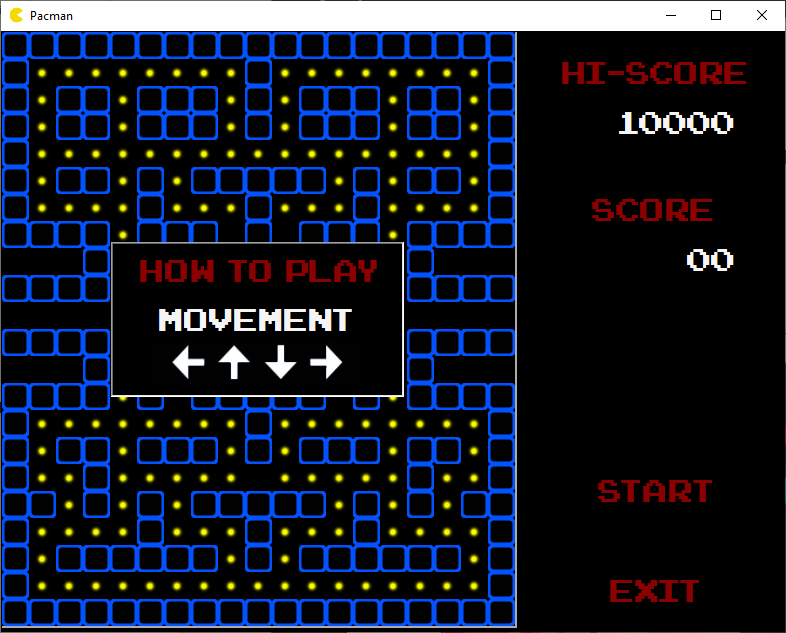 Pacman
HI-SCORE
10000
SCORE
00
HOW TO PLAY
MOVEMENT
START
EXIT